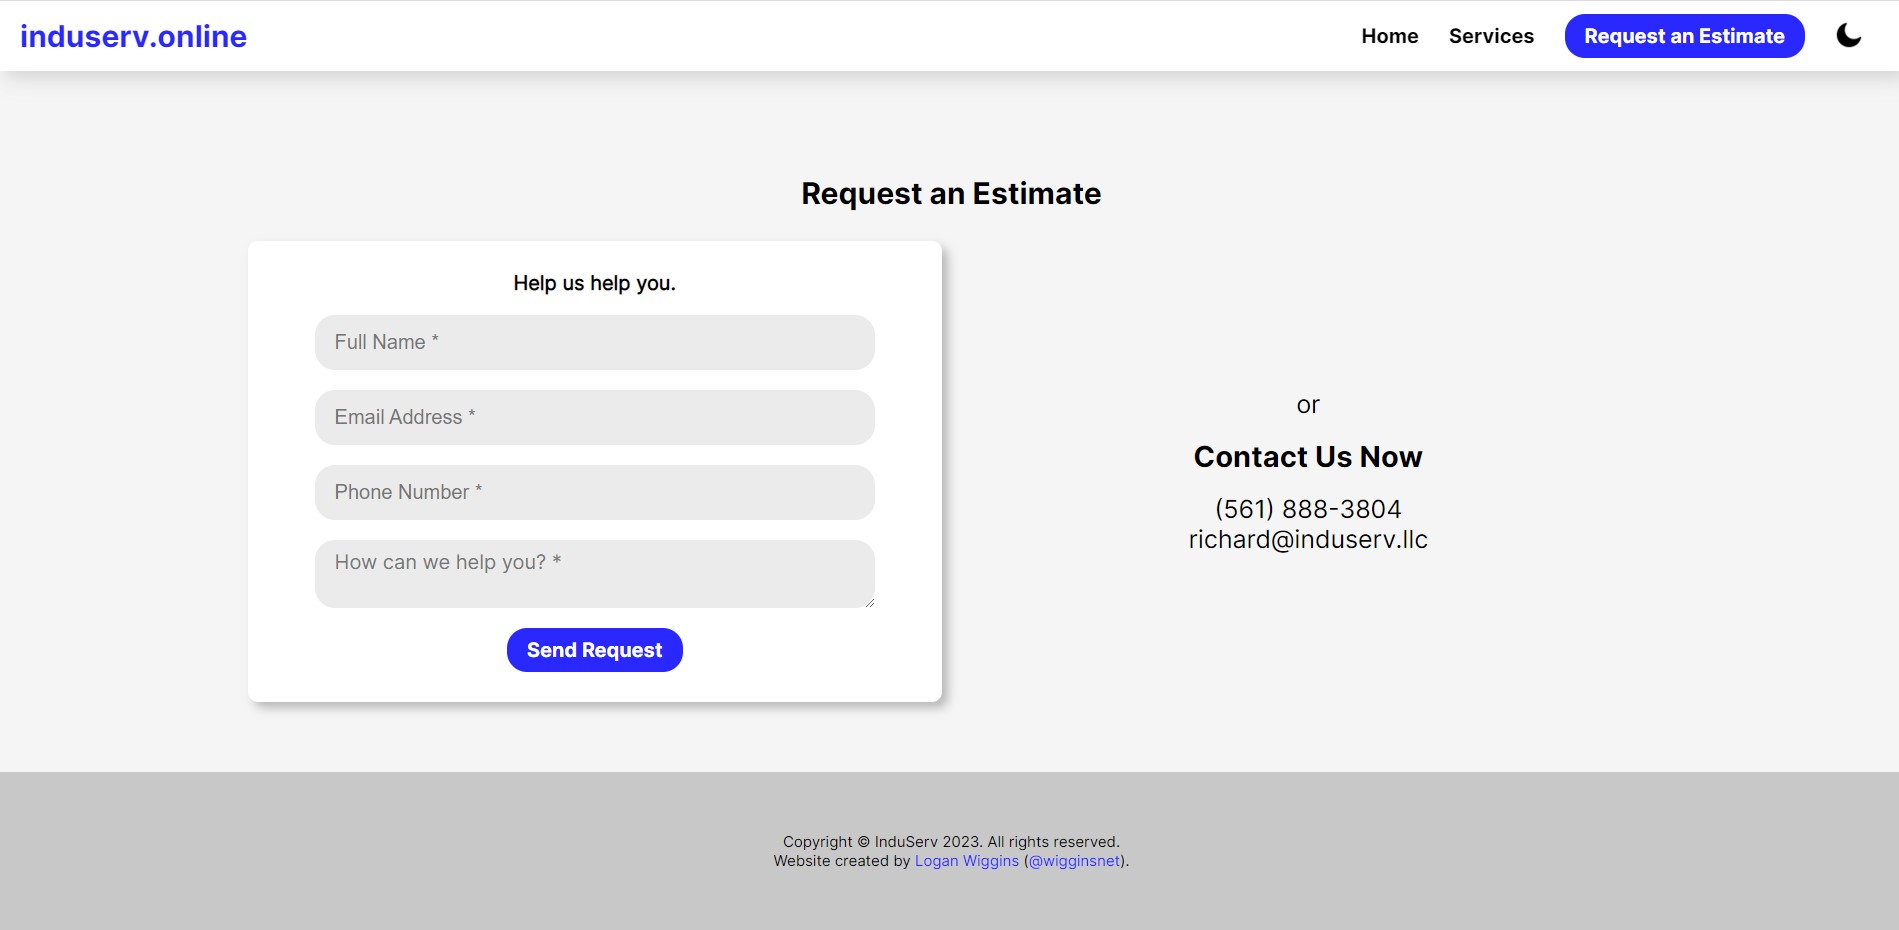 induserv.online
Home
Services
Request an Estimate
Request an Estimate
Help us help you.
Full Name *
Email Address *
Phone Number *
How can we help you? *
Send Request
or
Contact Us Now
(561) 888-3804
richard@induserv.llc
Copyright © InduServ 2023. All rights reserved.
Website created by Logan Wiggins (@wigginsnet).